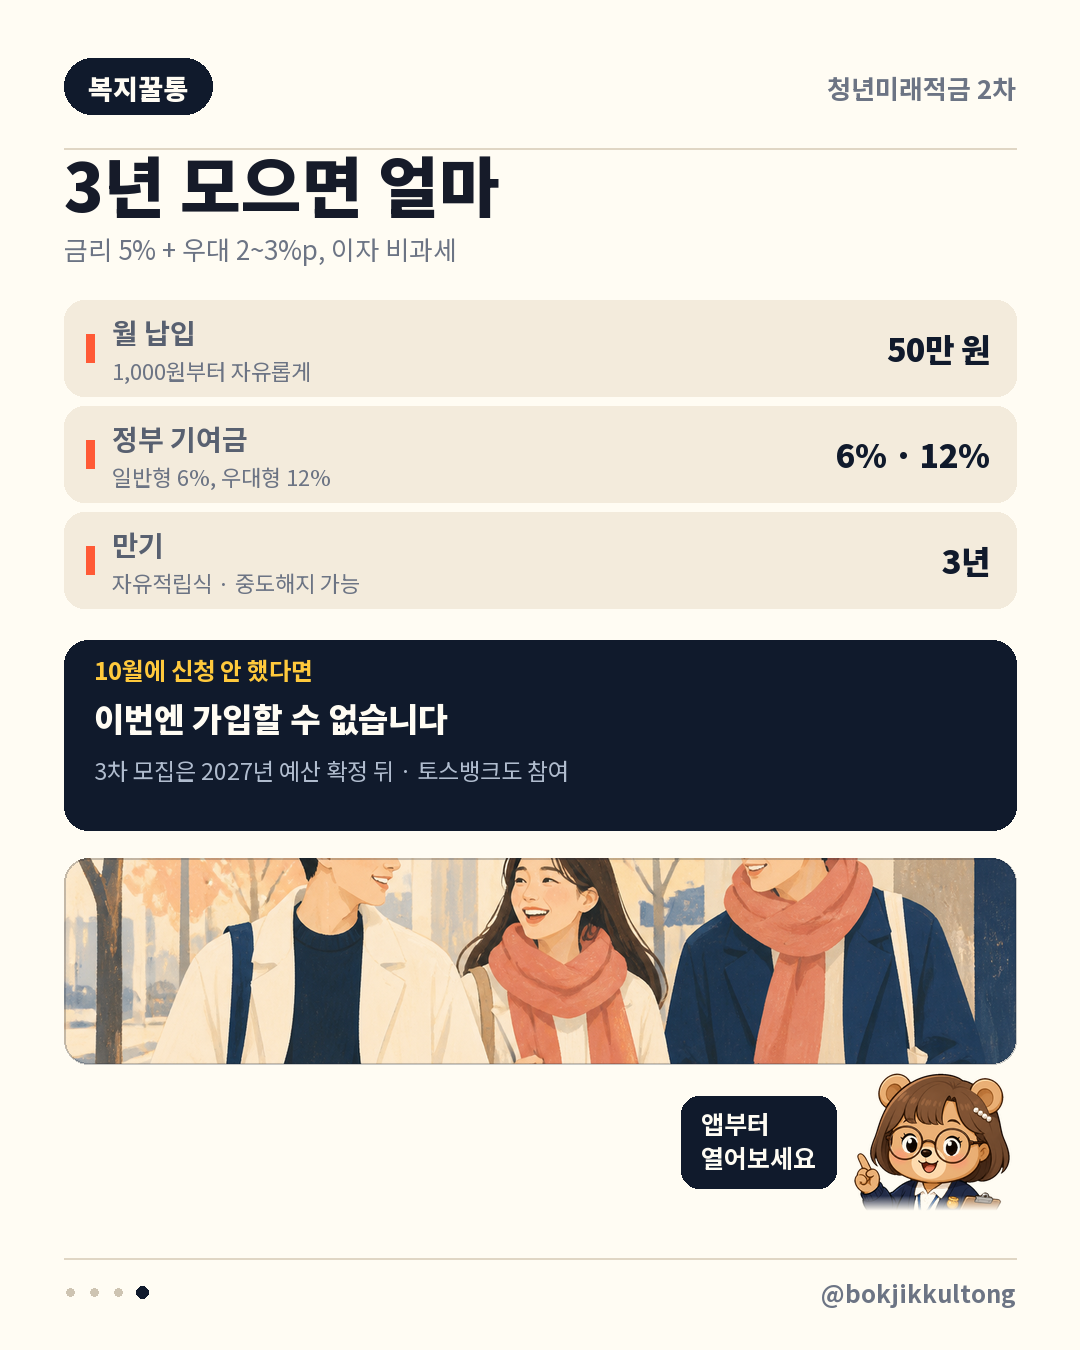 복지꿀통
청년미래적금 2차
3년 모으면 얼마
금리 5% + 우대 2~3%p, 이자 비과세
월 납입
1,000원부터 자유롭게
50만 원
정부 기여금
일반형 6%, 우대형 12%
6% · 12%
만기
자유적립식 · 중도해지 가능
3년
10월에 신청 안 했다면
이번엔 가입할 수 없습니다
3차 모집은 2027년 예산 확정 뒤 · 토스뱅크도 참여
앱부터
열어보세요
@bokjikkultong